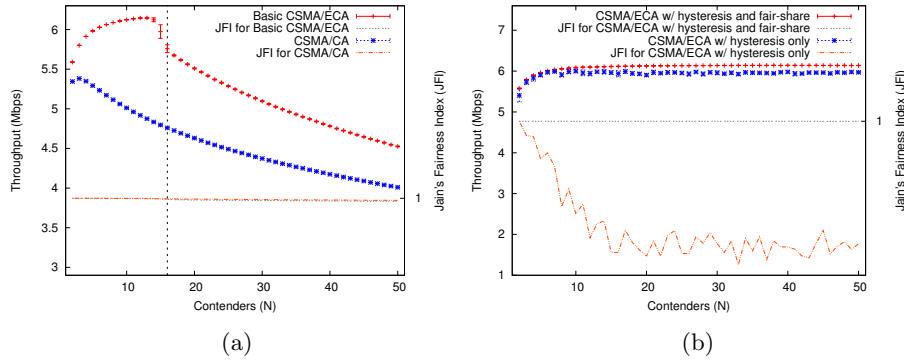 Basic CSMA/ECA
JFI for Basic CSMA/ECA
CSMA/CA
JFI for CSMA/CA
6
5.5
5
4.5
4
3.5
3
Throughput (Mbps)
1
Jain's Fairness Index (JFI)
10 20 30 40 50
Contenders (N)
(a)
CSMA/ECA w/ hysteresis and fair-share
JFI for CSMA/ECA w/ hysteresis and fair-share
CSMA/ECA w/ hysteresis only
JFI for CSMA/ECA w/ hysteresis only
7
6
5
4
3
2
1
Throughput (Mbps)
1
Jain's Fairness Index (JFI)
10 20 30 40 50
Contenders (N)
(b)